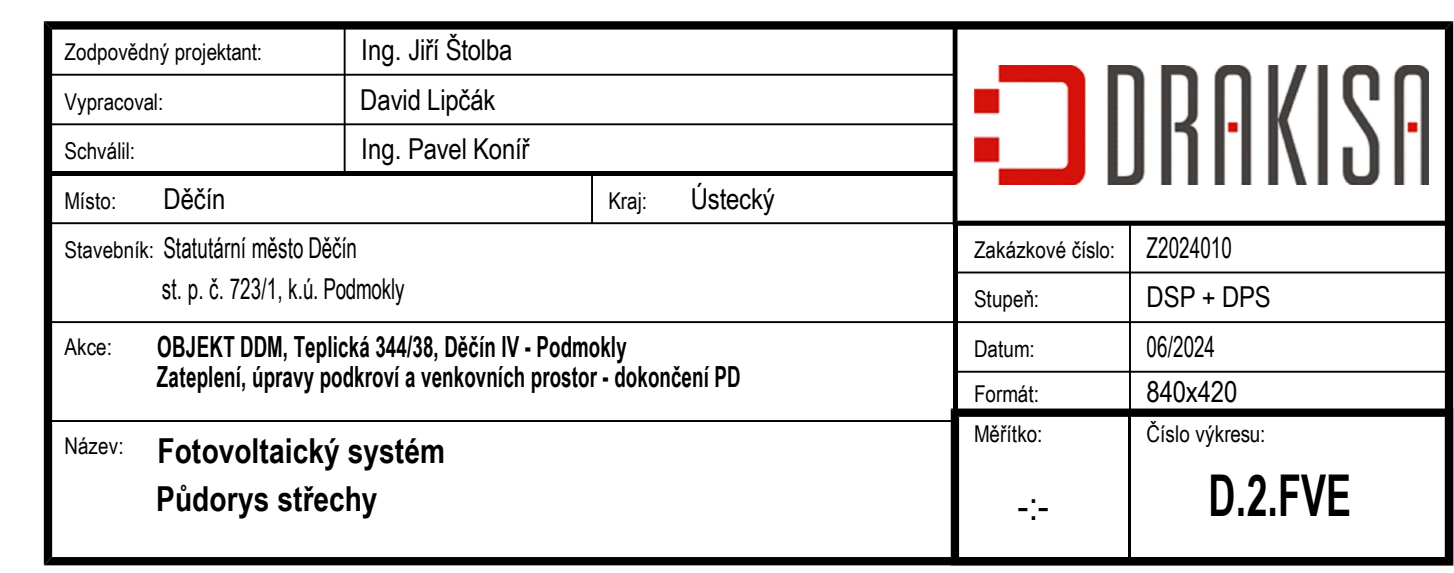 Zodpovědný projektant: Ing. Jiří Štolba
Vypracoval: David Lipčák
Schválil: Ing. Pavel Koníř
DRAKISA
Místo: Děčín Kraj: Ústecký
Stavebník: Statutární město Děčín
st. p. č. 723/1, k.ú. Podmokly
Zakázkové číslo: Z2024010
Stupeň: DSP + DPS
Akce: OBJEKT DDM, Teplická 344/38, Děčín IV - Podmokly
Zateplení, úpravy podkroví a venkovních prostor - dokončení PD
Datum: 06/2024
Formát: 840x420
Název: Fotovoltaický systém
Půdorys střechy
Měřítko: Číslo výkresu:
-:- D.2.FVE